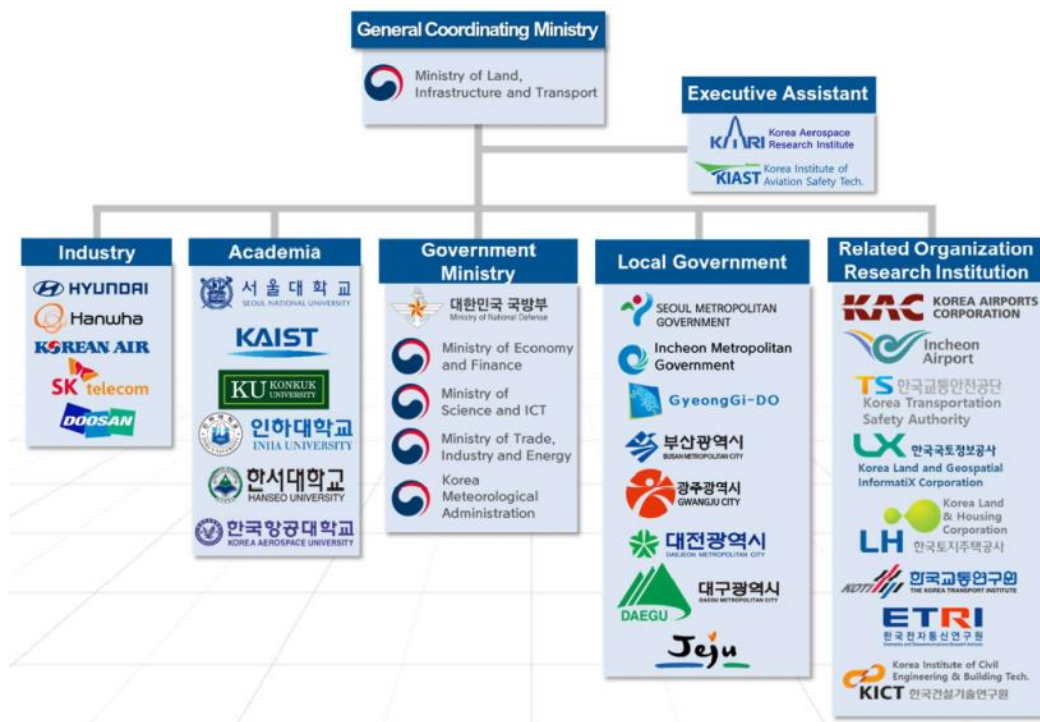 General Coordinating Ministry
Ministry of Land,
Infrastructure and Transport
Executive Assistant
KARI
Korea Aerospace
Research Institute
KIAST
Korea Institute of
Aviation Safety Tech.
Industry
HYUNDAI
Hanwha
KOREAN AIR
SK telecom
DOOSAN
Academia
서울대학교
SEOUL NATIONAL UNIVERSITY
KAIST
KU KONKUK
UNIVERSITY
인하대학교
INHA UNIVERSITY
한서대학교
HANSEO UNIVERSITY
한국항공대학교
KOREA AEROSPACE UNIVERSITY
Government
Ministry
대한민국 국방부
Ministry of National Defense
Ministry of Economy
and Finance
Ministry of
Science and ICT
Ministry of Trade,
Industry and Energy
Korea
Meteorological
Administration
Local Government
SEOUL METROPOLITAN
GOVERNMENT
Incheon Metropolitan
Government
GyeongGi-DO
부산광역시
BUSAN METROPOLITAN CITY
광주광역시
GWANGJU CITY
대전광역시
DAEJEON METROPOLITAN CITY
대구광역시
DAEGU METROPOLITAN CITY
DAEGU
Jeju
Related Organization
Research Institution
KAC
KOREA AIRPORTS
CORPORATION
Incheon
Airport
TS 한국교통안전공단
Korea Transportation
Safety Authority
LX 한국국토정보공사
Korea Land and Geospatial
InformatiX Corporation
Korea Land
& Housing
Corporation
LH 한국토지주택공사
KOTI 한국교통연구원
THE KOREA TRANSPORT INSTITUTE
ETRI
한국전자통신연구원
Korea Institute of Civil
Engineering & Building Tech.
KICT 한국건설기술연구원